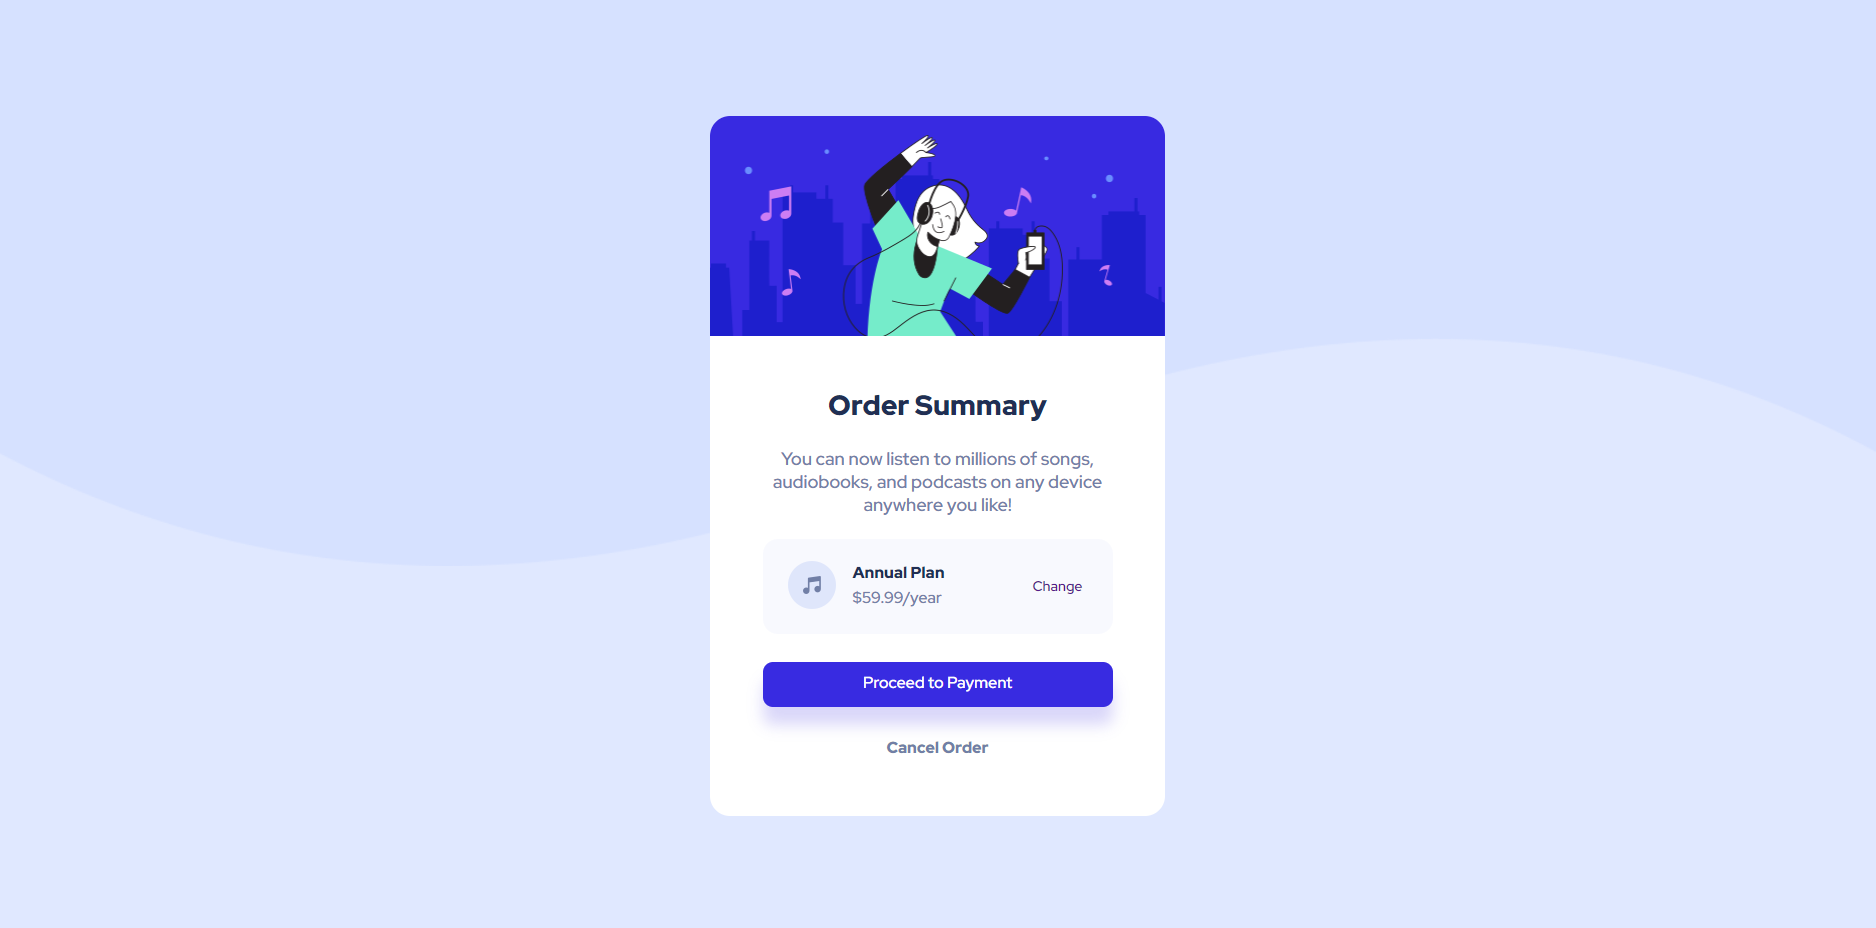 Order Summary
You can now listen to millions of songs,
audiobooks, and podcasts on any device
anywhere you like!
Annual Plan
$59.99/year
Change
Proceed to Payment
Cancel Order